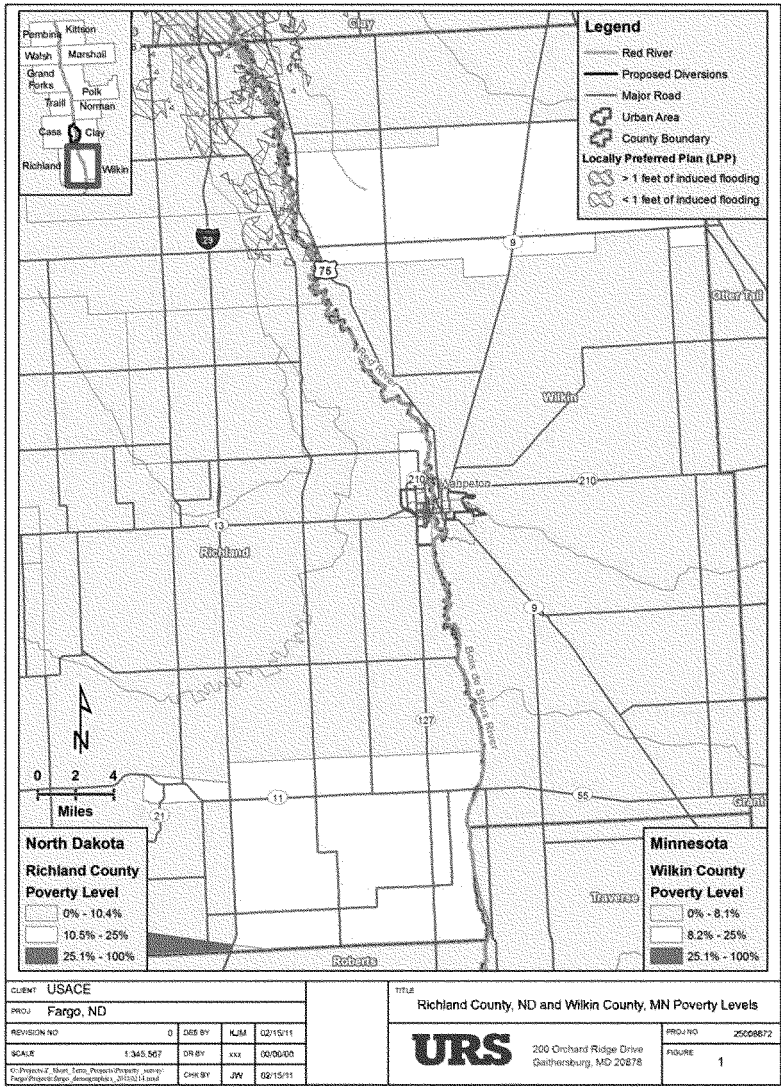 Clay
Pembina
Kittson
Walsh
Marshall
Grand
Forks
Polk
Traill
Norman
Cass
Clay
Richland
Wilkin
Legend
Red River
Proposed Diversions
Major Road
Urban Area
County Boundary
Locally Preferred Plan (LPP)
> 1 feet of induced flooding
< 1 feet of induced flooding
29
9
75
Otter Tail
Red River
Wilkin
210
Wahpeton
210
13
Richland
9
Bois de Sioux River
127
N
0 2 4
Miles
11
55
21
Grant
North Dakota
Richland County
Poverty Level
0% - 10.4%
10.5% - 25%
25.1% - 100%
Traverse
Roberts
Minnesota
Wilkin County
Poverty Level
0% - 8.1%
8.2% - 25%
25.1% - 100%
CLIENT USACE
PROJ Fargo, ND
REVISION NO 0 DES BY KJM 02/15/11
SCALE 1:345,567 DR BY xxx 00/00/00
CHK BY JW 02/15/11
TITLE
Richland County, ND and Wilkin County, MN Poverty Levels
URS
200 Orchard Ridge Drive
Gaithersburg, MD 20878
PROJ NO 25008872
FIGURE 1